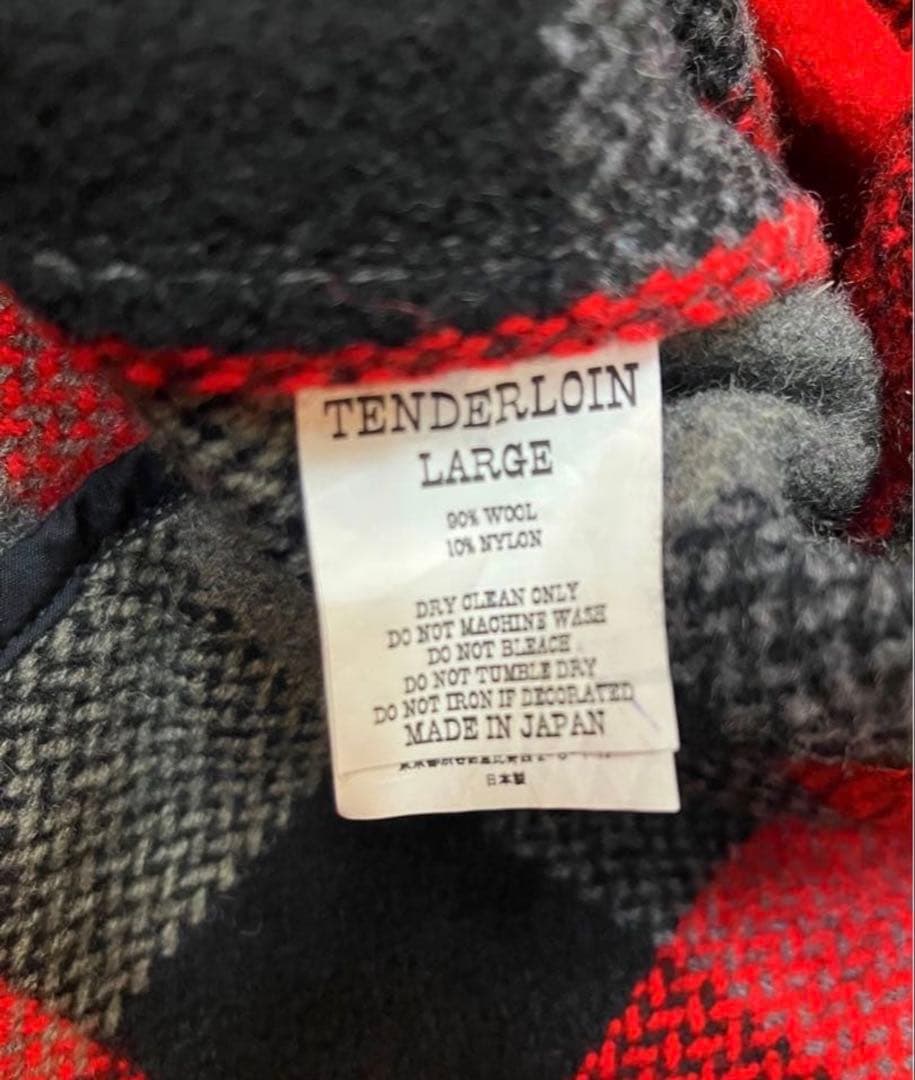 TENDERLOIN
LARGE
90% WOOL
10% NYLON
DRY CLEAN ONLY
DO NOT MACHINE WASH
DO NOT BLEACH
DO NOT TUMBLE DRY
DO NOT IRON IF DECORATED
MADE IN JAPAN
日本製